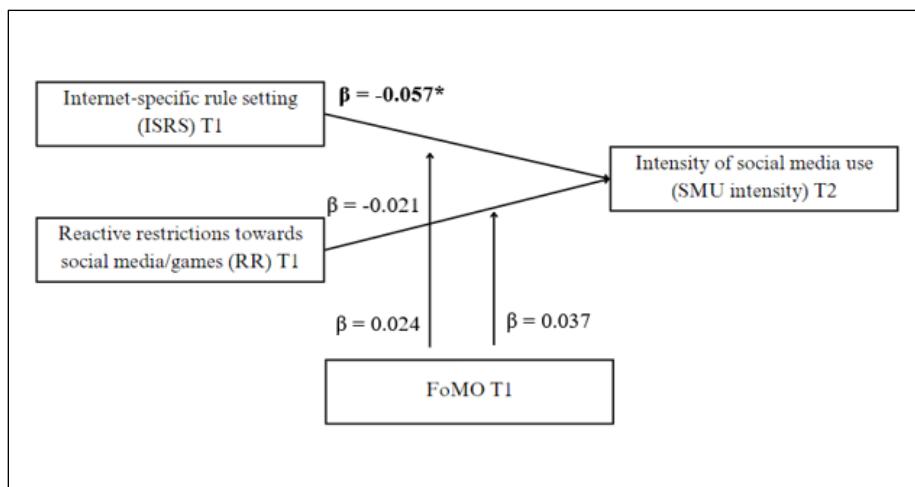 Internet-specific rule setting
(ISRS) T1
β = -0.057*
Intensity of social media use
(SMU intensity) T2
β = -0.021
Reactive restrictions towards
social media/games (RR) T1
β = 0.024
β = 0.037
FoMO T1